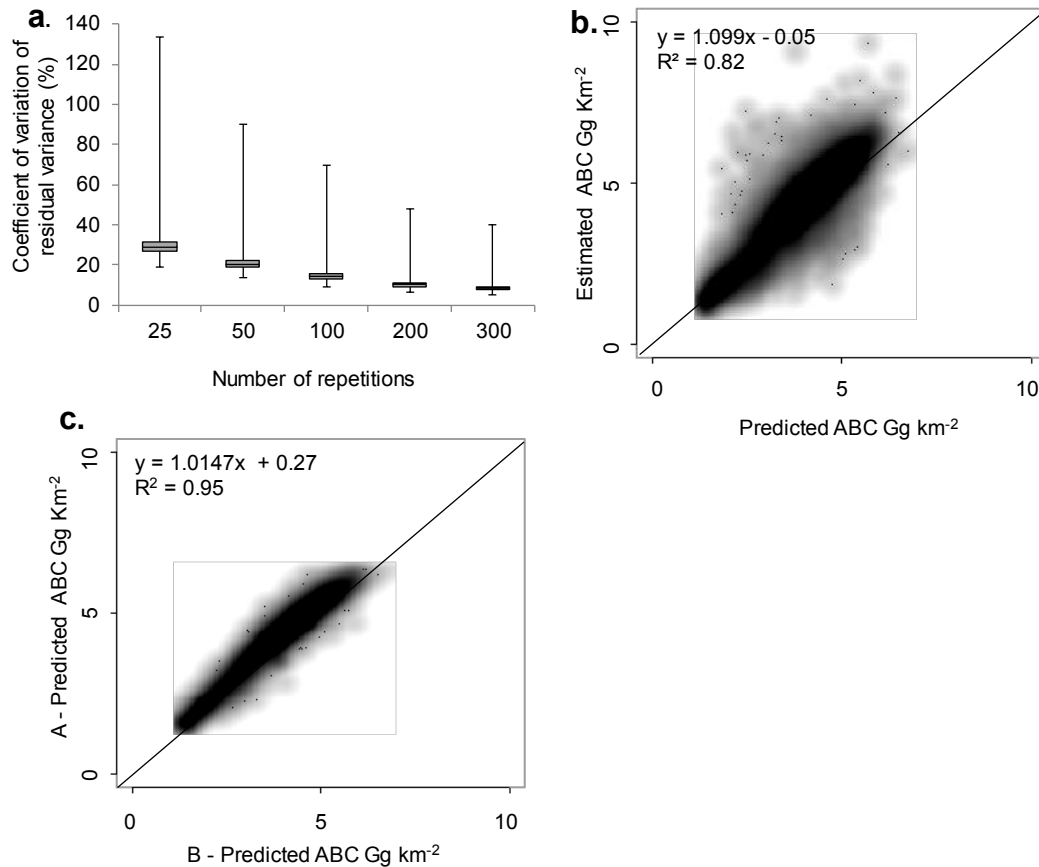 a.
Coefficient of variation of
residual variance (%)
140
120
100
80
60
40
20
0
25 50 100 200 300
Number of repetitions
b.
y = 1.099x - 0.05
R² = 0.82
Estimated ABC Gg Km-2
10
5
0
0 5 10
Predicted ABC Gg km-2
c.
y = 1.0147x + 0.27
R2 = 0.95
A - Predicted ABC Gg Km-2
10
5
0
0 5 10
B - Predicted ABC Gg km-2